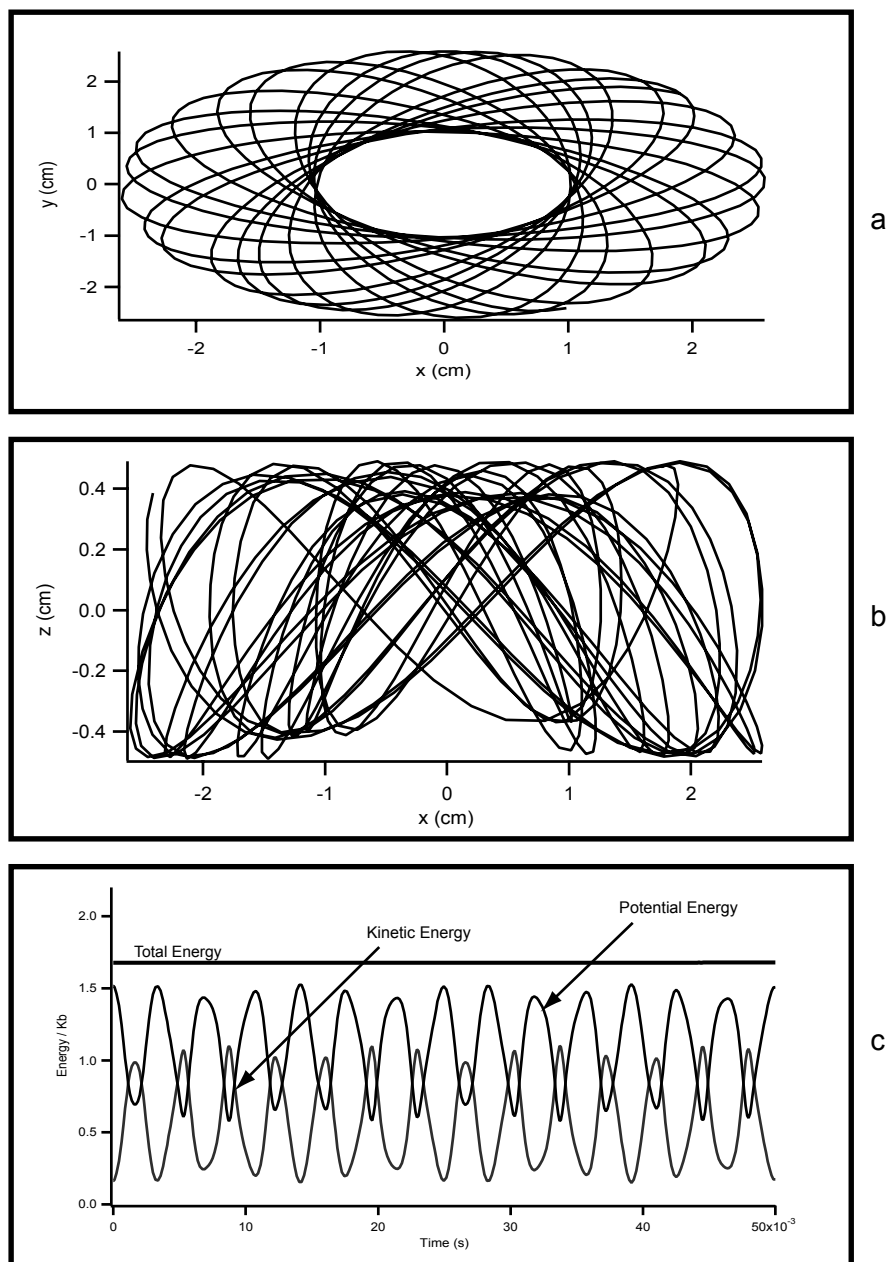 2
1
0
-1
-2
y (cm)
-2 -1 0 1 2
x (cm)
a
0.4
0.2
0.0
-0.2
-0.4
z (cm)
-2 -1 0 1 2
x (cm)
b
Potential Energy
Kinetic Energy
Total Energy
2.0
1.5
1.0
0.5
0.0
Energy / Kb
0 10 20 30 40 50x10⁻³
Time (s)
c